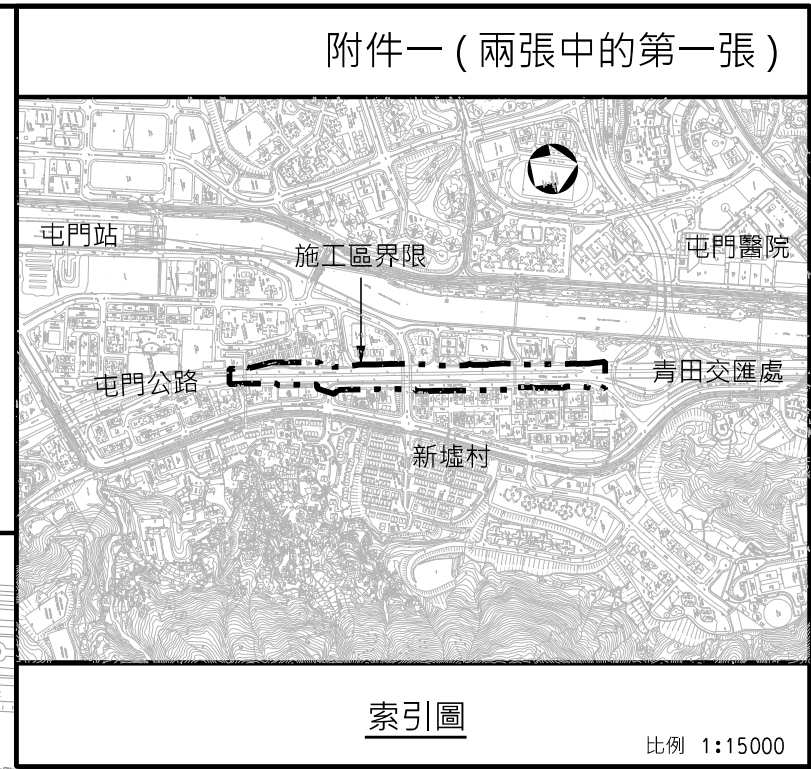 附件一 ( 兩張中的第一張 )
屯門站
施工區界限
屯門醫院
屯門公路
青田交匯處
新墟村
索引圖
比例 1:15000